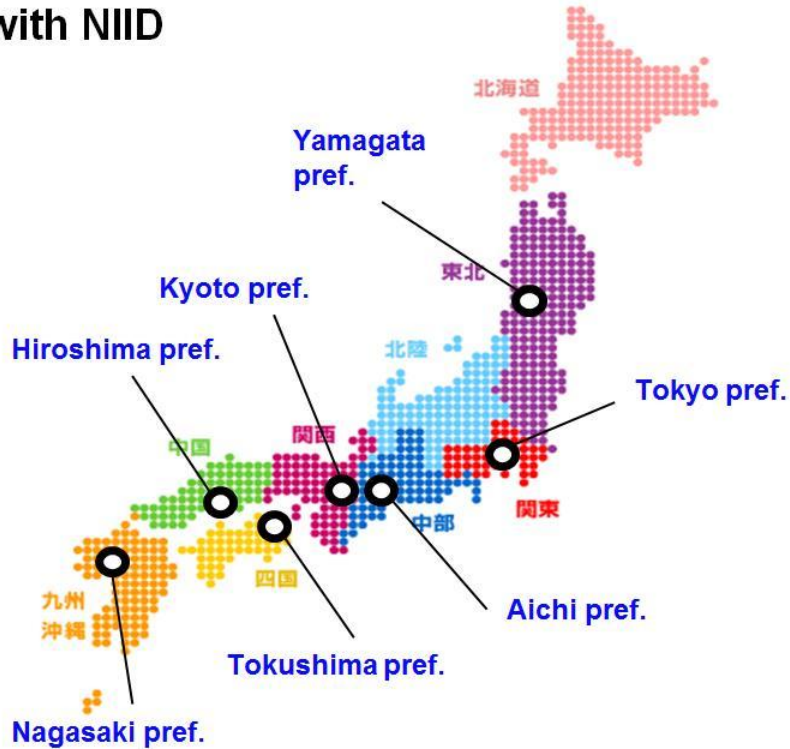 with NIID
北海道
Yamagata
pref.
東北
Kyoto pref.
Hiroshima pref.
北陸
Tokyo pref.
関西
中国
関東
中部
四国
九州
沖縄
Aichi pref.
Tokushima pref.
Nagasaki pref.